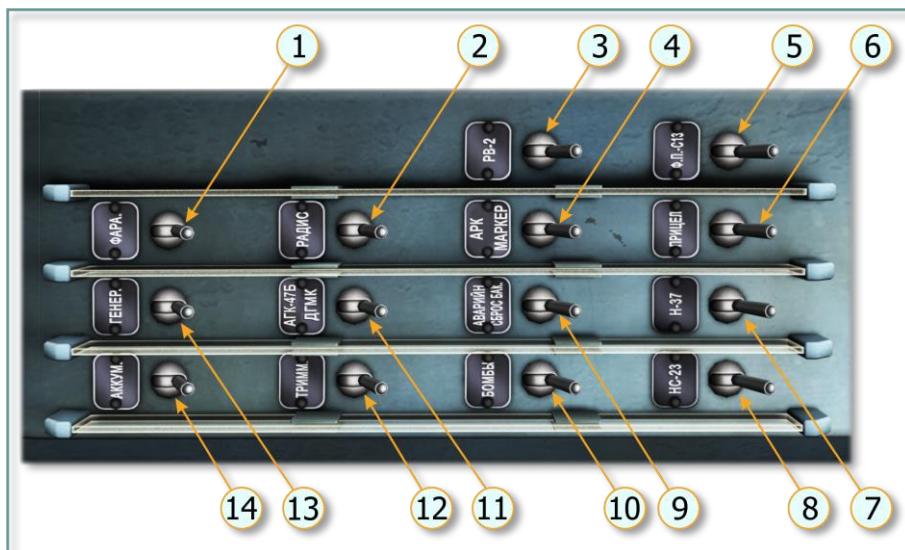 1
2
3
4
5
6
РВ-2
Ф.П.-С13
ФАРА.
РАДИС
АРК
МАРКЕР
ПРИЦЕЛ
ГЕНЕР.
АГК-47Б
ДГМК
АВАРИЙН
СБРОС БАК.
Н-37
АККУМ.
ТРИММ.
БОМБЫ
НС-23
14
13
12
11
10
9
8
7